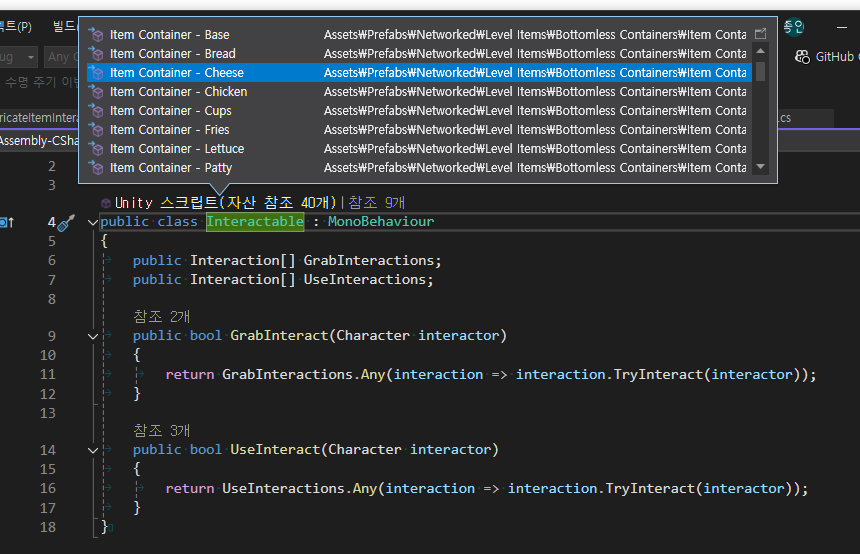 트(P) 빌드
ug Any C
수명 주기 이벤
GitHub
ricateItemIntera
.cs
Assembly-CSha
Item Container - Base Assets₩Prefabs₩Networked₩Level Items₩Bottomless Containers₩Item Conta
Item Container - Bread Assets₩Prefabs₩Networked₩Level Items₩Bottomless Containers₩Item Conta
Item Container - Cheese Assets₩Prefabs₩Networked₩Level Items₩Bottomless Containers₩Item Conta
Item Container - Chicken Assets₩Prefabs₩Networked₩Level Items₩Bottomless Containers₩Item Conta
Item Container - Cups Assets₩Prefabs₩Networked₩Level Items₩Bottomless Containers₩Item Conta
Item Container - Fries Assets₩Prefabs₩Networked₩Level Items₩Bottomless Containers₩Item Conta
Item Container - Lettuce Assets₩Prefabs₩Networked₩Level Items₩Bottomless Containers₩Item Conta
Item Container - Patty Assets₩Prefabs₩Networked₩Level Items₩Bottomless Containers₩Item Conta
2
3
Unity 스크립트(자산 참조 40개)|참조 9개
4 public class Interactable : MonoBehaviour
5 {
6 public Interaction[] GrabInteractions;
7 public Interaction[] UseInteractions;
8
참조 2개
9 public bool GrabInteract(Character interactor)
10 {
11 return GrabInteractions.Any(interaction => interaction.TryInteract(interactor));
12 }
13
참조 3개
14 public bool UseInteract(Character interactor)
15 {
16 return UseInteractions.Any(interaction => interaction.TryInteract(interactor));
17 }
18 }